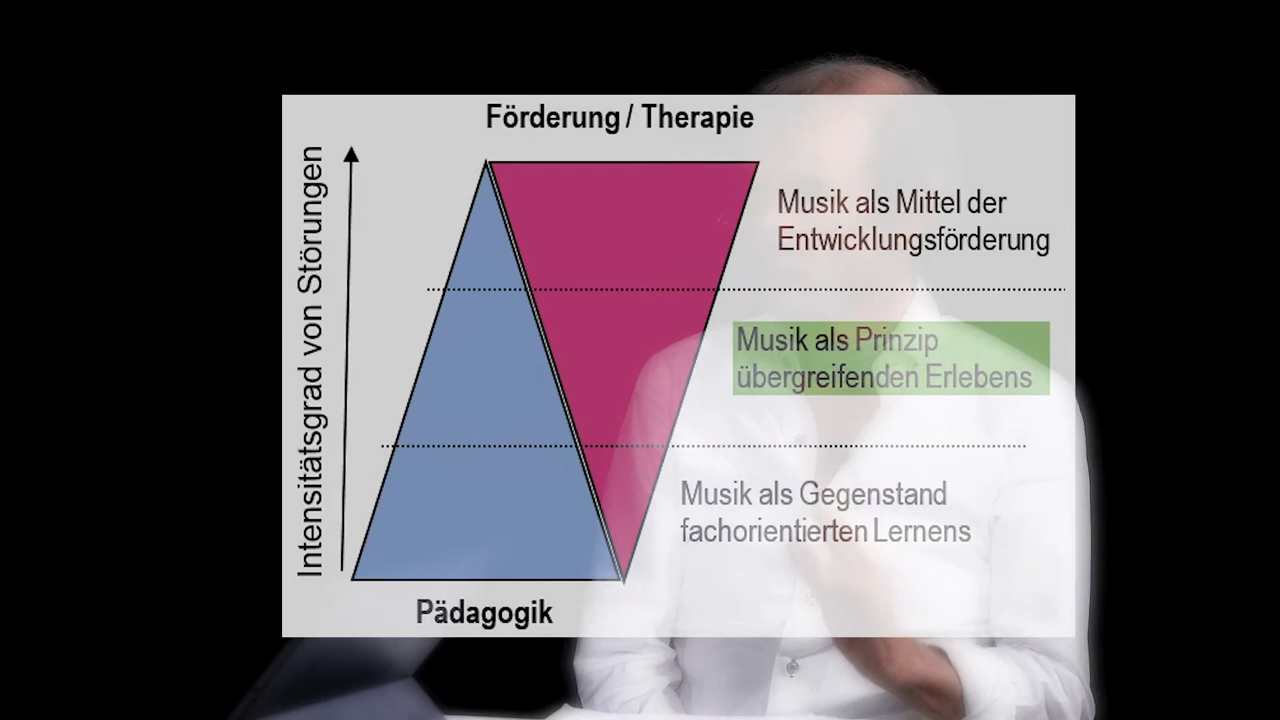 Förderung / Therapie
Intensitätsgrad von Störungen
Musik als Mittel der
Entwicklungsförderung
Musik als Prinzip
übergreifenden Erlebens
Musik als Gegenstand
fachorientierten Lernens
Pädagogik